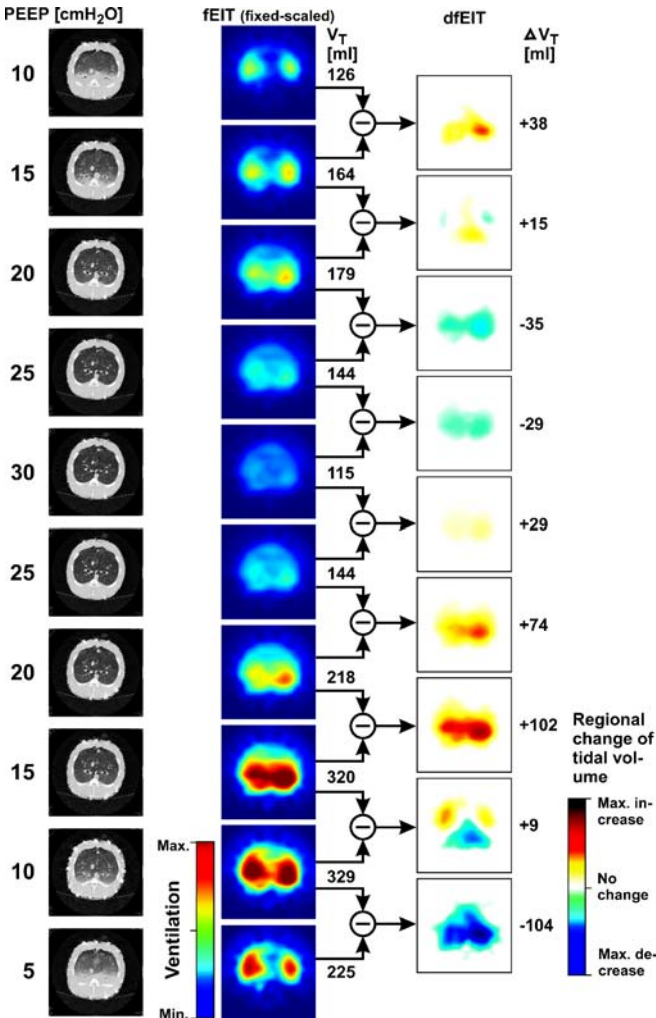 PEEP [cmH2O]
fEIT (fixed-scaled)
dfEIT
VT
[ml]
Δ VT
[ml]
10
126
−
+38
15
164
−
+15
20
179
−
-35
25
144
−
-29
30
115
−
+29
25
144
−
+74
20
218
−
+102
Regional
change of
tidal vol-
ume
15
320
−
+9
Max. in-
crease
No
change
Max. de-
crease
Max.
Ventilation
Min.
10
329
−
-104
5
225